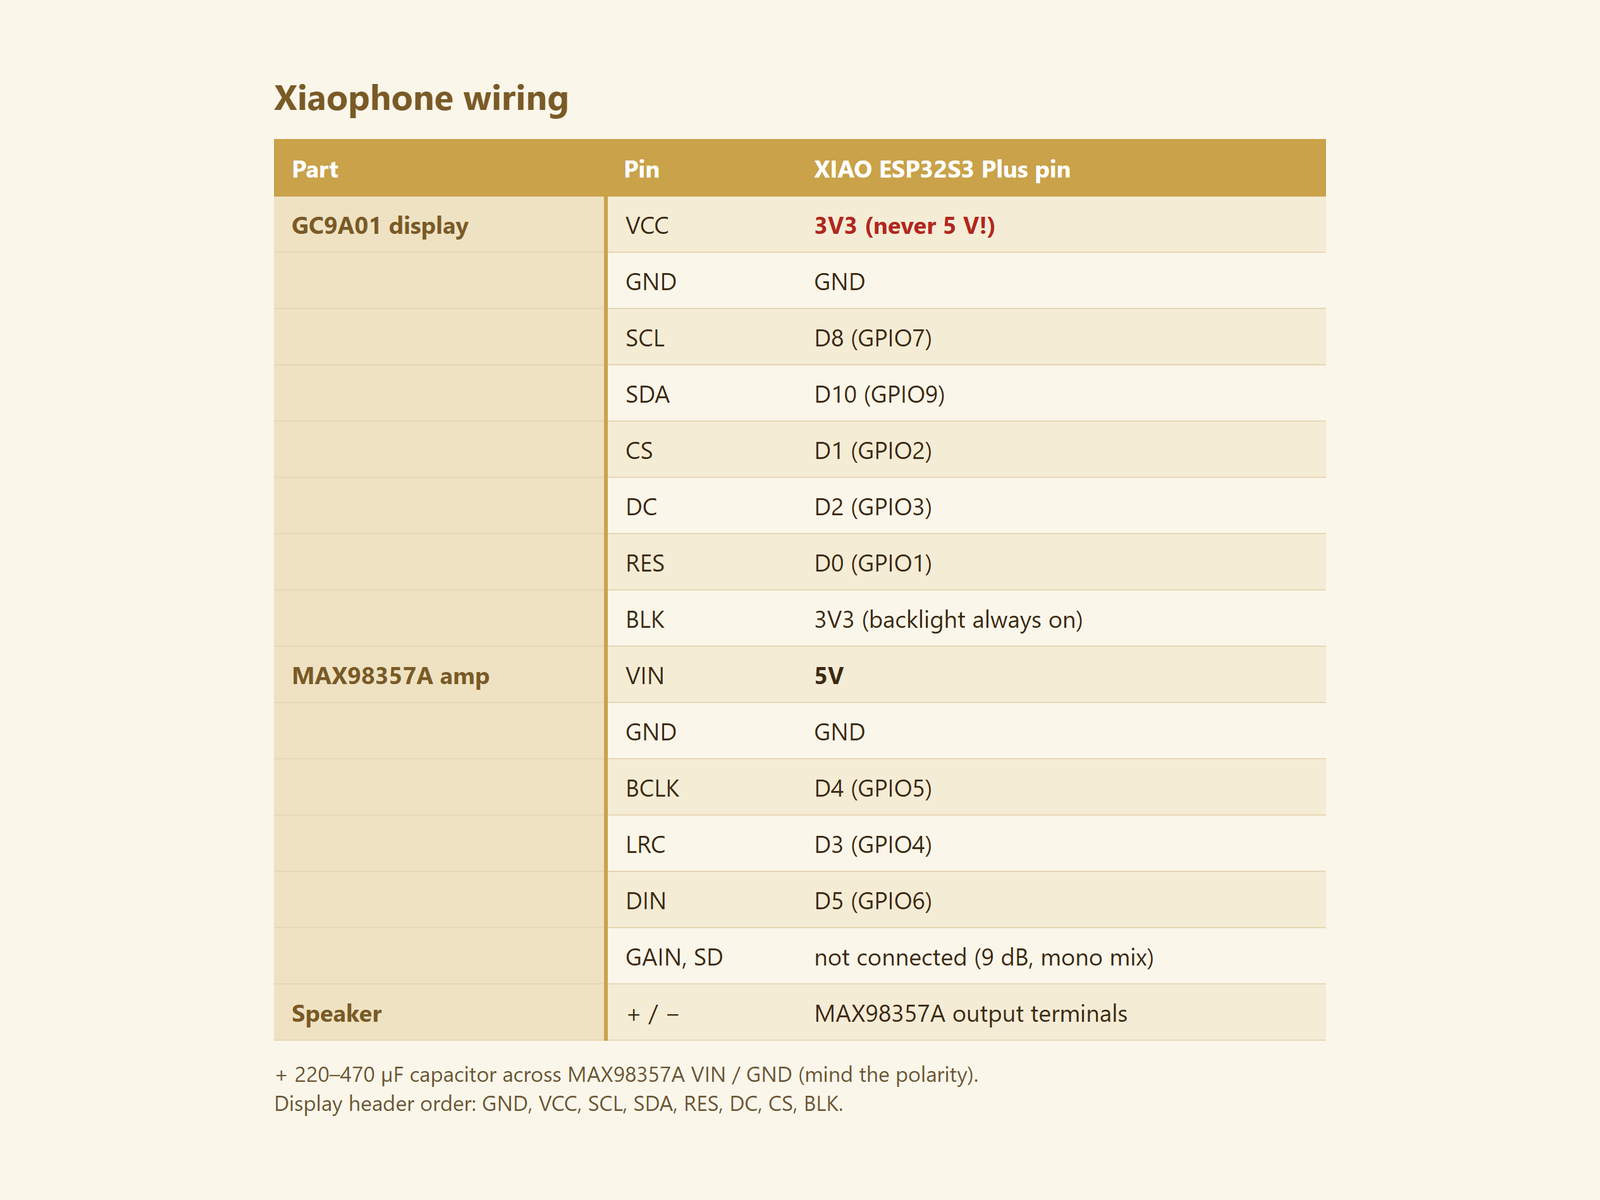 Xiaophone wiring
Part Pin XIAO ESP32S3 Plus pin
GC9A01 display VCC 3V3 (never 5 V!)
GND GND
SCL D8 (GPIO7)
SDA D10 (GPIO9)
CS D1 (GPIO2)
DC D2 (GPIO3)
RES D0 (GPIO1)
BLK 3V3 (backlight always on)
MAX98357A amp VIN 5V
GND GND
BCLK D4 (GPIO5)
LRC D3 (GPIO4)
DIN D5 (GPIO6)
GAIN, SD not connected (9 dB, mono mix)
Speaker + / − MAX98357A output terminals
+ 220–470 µF capacitor across MAX98357A VIN / GND (mind the polarity).
Display header order: GND, VCC, SCL, SDA, RES, DC, CS, BLK.